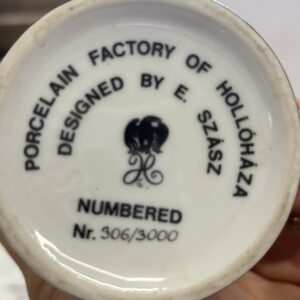 PORCELAIN FACTORY OF HOLLÓHÁZA
DESIGNED BY E. SZÁSZ
NUMBERED
Nr. 306/3000